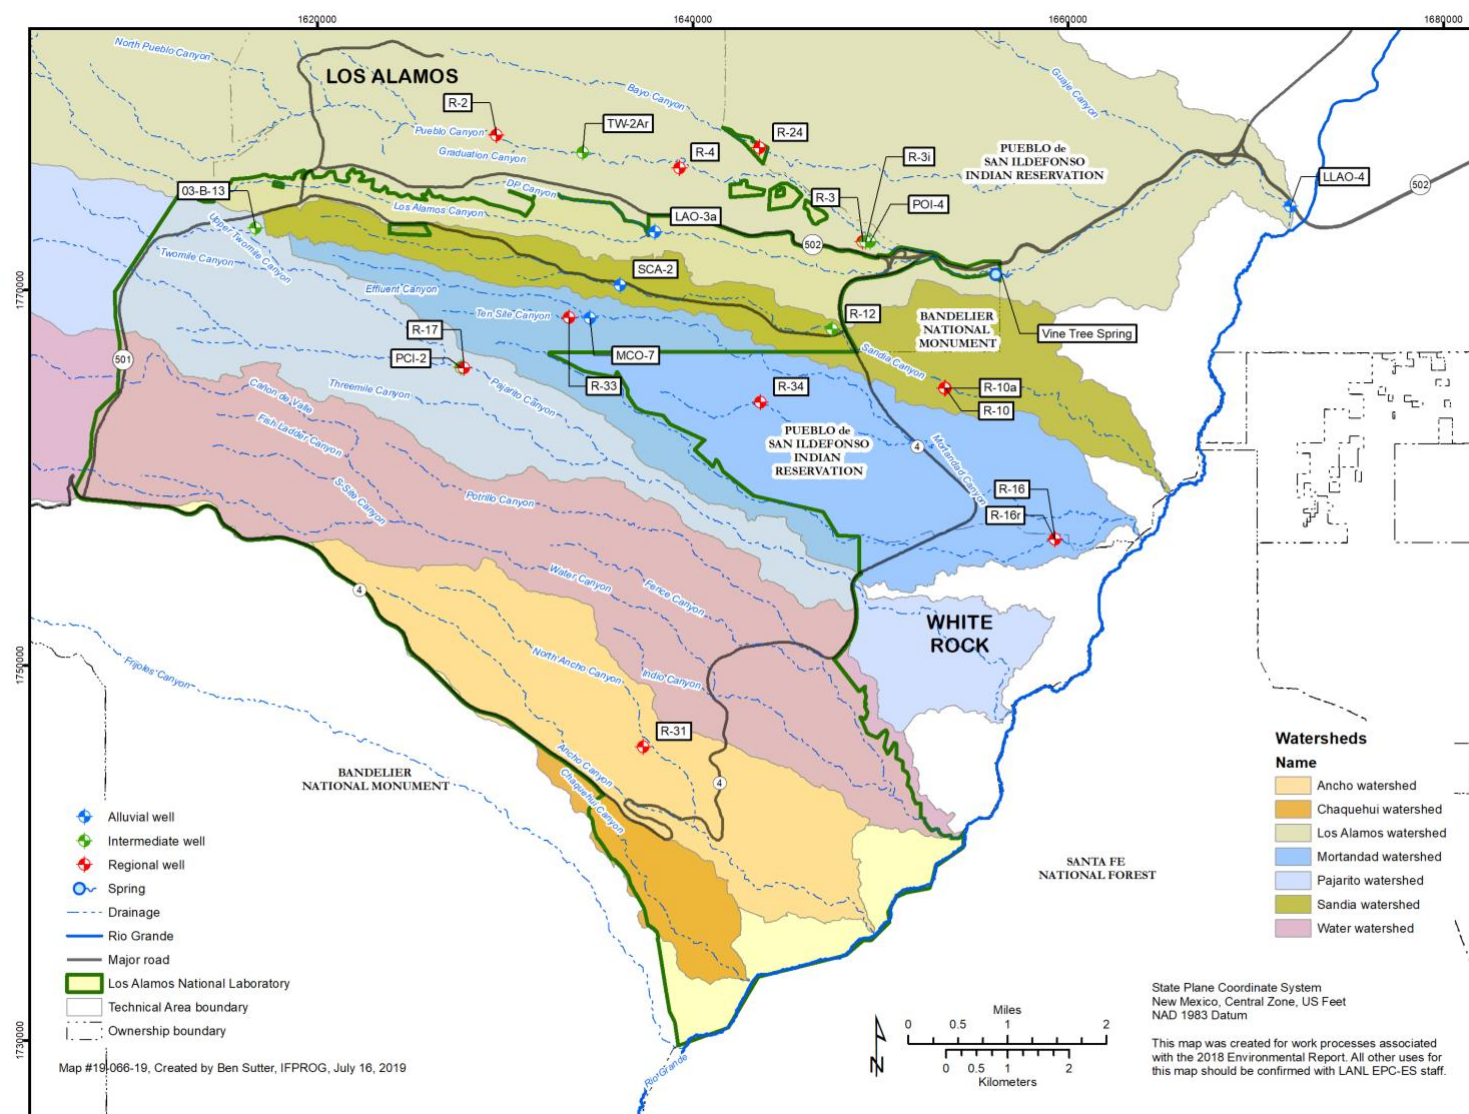 1620000
1640000
1660000
1680000
North Pueblo Canyon
LOS ALAMOS
Guaje Canyon
Bayo Canyon
R-2
TW-2Ar
R-24
Pueblo Canyon
R-4
R-3i
PUEBLO de
SAN ILDEFONSO
INDIAN RESERVATION
Graduation Canyon
LLAO-4
502
03-B-13
DP Canyon
R-3
POI-4
Los Alamos Canyon
LAO-3a
Upper Twomile Canyon
502
Twomile Canyon
SCA-2
1770000
Effluent Canyon
Ten Site Canyon
R-12
BANDELIER
NATIONAL
MONUMENT
Vine Tree Spring
R-17
Sandia Canyon
501
PCI-2
MCO-7
Cañon de Valle
Threemile Canyon
Pajarito Canyon
R-33
R-34
R-10a
R-10
Fish Ladder Canyon
PUEBLO de
SAN ILDEFONSO
INDIAN
RESERVATION
4
Mortandad Canyon
S-Site Canyon
Potrillo Canyon
R-16
R-16r
4
Water Canyon
Fence Canyon
WHITE
ROCK
1750000
Frijoles Canyon
North Ancho Canyon
Indio Canyon
R-31
Ancho Canyon
BANDELIER
NATIONAL MONUMENT
Chaquehui Canyon
4
SANTA FE
NATIONAL FOREST
Watersheds
Name
Ancho watershed
Chaquehui watershed
Los Alamos watershed
Mortandad watershed
Pajarito watershed
Sandia watershed
Water watershed
Alluvial well
Intermediate well
Regional well
Spring
Drainage
Rio Grande
Major road
Los Alamos National Laboratory
Technical Area boundary
Ownership boundary
1730000
Rio Grande
Map #19-066-19, Created by Ben Sutter, IFPROG, July 16, 2019
N
Miles
0 0.5 1 2
0 0.5 1 2
Kilometers
State Plane Coordinate System
New Mexico, Central Zone, US Feet
NAD 1983 Datum
This map was created for work processes associated
with the 2018 Environmental Report. All other uses for
this map should be confirmed with LANL EPC-ES staff.